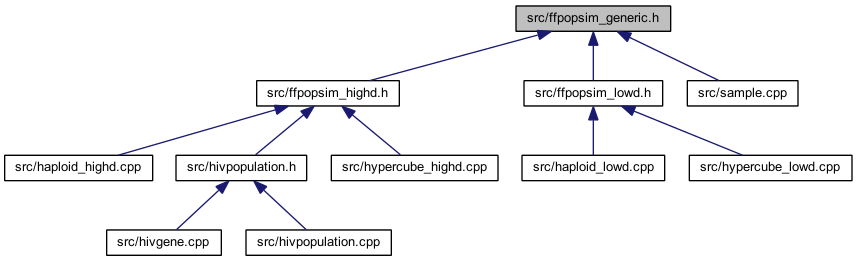 src/ffpopsim_generic.h
src/ffpopsim_highd.h
src/ffpopsim_lowd.h
src/sample.cpp
src/haploid_highd.cpp
src/hivpopulation.h
src/hypercube_highd.cpp
src/haploid_lowd.cpp
src/hypercube_lowd.cpp
src/hivgene.cpp
src/hivpopulation.cpp